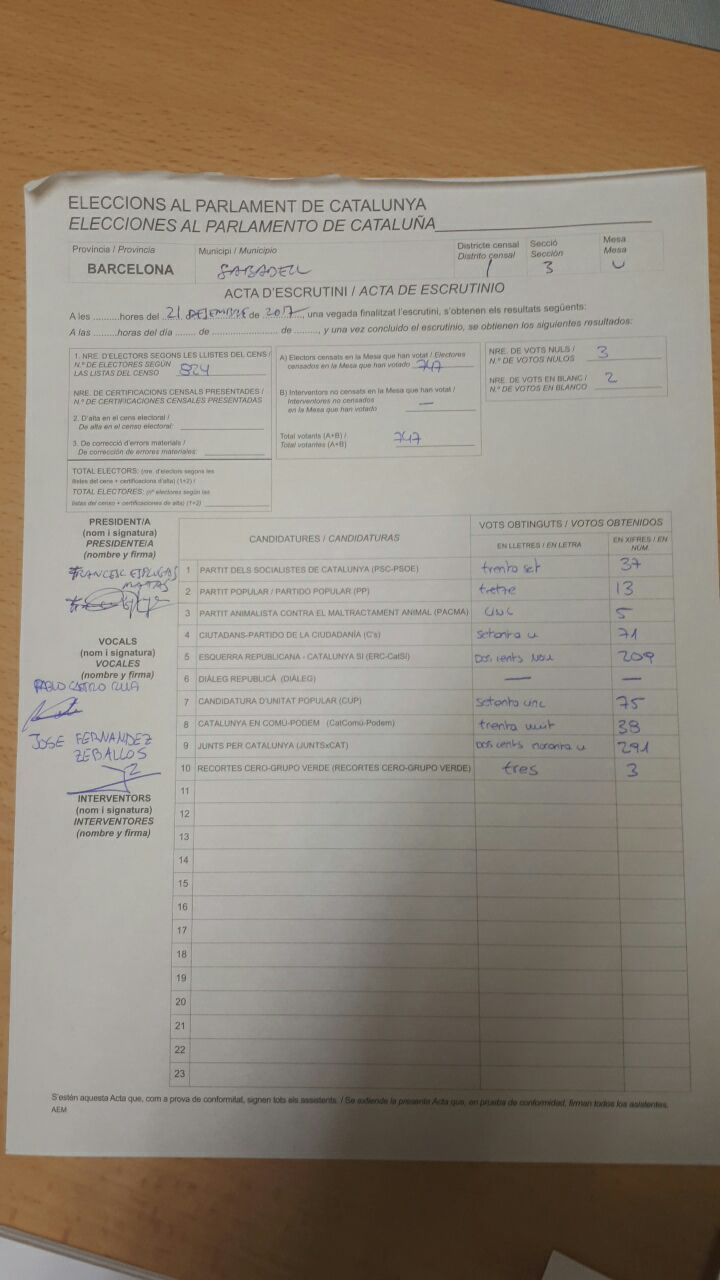 ELECCIONS AL PARLAMENT DE CATALUNYA
ELECCIONES AL PARLAMENTO DE CATALUÑA
Provincia / Provincia
BARCELONA
Municipi / Municipio
SABADELL
Districte censal
Distrito censal
1
Secció
Sección
3
Mesa
Mesa
U
ACTA D'ESCRUTINI / ACTA DE ESCRUTINIO
A les ..........hores del ..21 DESEMBRE de 2017...., una vegada finalitzat l'escrutini, s'obtenen els resultats següents:
A las ..........horas del día ........ de .................... de ........, y una vez concluido el escrutinio, se obtienen los siguientes resultados:
1. NRE. D'ELECTORS SEGONS LES LLISTES DEL CENS /
N.º DE ELECTORES SEGÚN
LAS LISTAS DEL CENSO 924
NRE. DE CERTIFICACIONS CENSALS PRESENTADES /
N.º DE CERTIFICACIONES CENSALES PRESENTADAS
2. D'alta en el cens electoral /
De alta en el censo electoral:
3. De correcció d'errors materials /
De corrección de errores materiales:
TOTAL ELECTORS: (nre. d'electors segons les
llistes del cens + certificacions d'alta) (1+2) /
TOTAL ELECTORES: (nº electores según las
listas del censo + certificaciones de alta) (1+2)
A) Electors censats en la Mesa que han votat / Electores
censados en la Mesa que han votado 747
B) Interventors no censats en la Mesa que han votat /
Interventores no censados
en la Mesa que han votado —
Total votants (A+B) /
Total votantes (A+B) 747
NRE. DE VOTS NULS /
N.º DE VOTOS NULOS 3
NRE. DE VOTS EN BLANC /
N.º DE VOTOS EN BLANCO 2
PRESIDENT/A
(nom i signatura)
PRESIDENTE/A
(nombre y firma)
FRANCESC ESPLUGAS
MATAS
VOCALS
(nom i signatura)
VOCALES
(nombre y firma)
PABLO CASTRO
JOSE FERNANDEZ
ZEBALLOS
INTERVENTORS
(nom i signatura)
INTERVENTORES
(nombre y firma)
CANDIDATURES / CANDIDATURAS
VOTS OBTINGUTS / VOTOS OBTENIDOS
EN LLETRES / EN LETRA
EN XIFRES / EN NÚM.
1 PARTIT DELS SOCIALISTES DE CATALUNYA (PSC-PSOE) trenta set 37
2 PARTIT POPULAR / PARTIDO POPULAR (PP) tretze 13
3 PARTIT ANIMALISTA CONTRA EL MALTRACTAMENT ANIMAL (PACMA) cinc 5
4 CIUTADANS-PARTIDO DE LA CIUDADANÍA (C's) setanta u 71
5 ESQUERRA REPUBLICANA - CATALUNYA SÍ (ERC-CatSí) Dos cents Nou 209
6 DIÀLEG REPUBLICÀ (DIÀLEG) — —
7 CANDIDATURA D'UNITAT POPULAR (CUP) Setanta cinc 75
8 CATALUNYA EN COMÚ-PODEM (CatComú-Podem) trenta vuit 38
9 JUNTS PER CATALUNYA (JUNTSxCAT) Dos cents noranta u 291
10 RECORTES CERO-GRUPO VERDE (RECORTES CERO-GRUPO VERDE) tres 3
11
12
13
14
15
16
17
18
19
20
21
22
23
S'estén aquesta Acta que, com a prova de conformitat, signen tots els assistents. / Se extiende la presente Acta que, en prueba de conformidad, firman todos los asistentes.
AEM